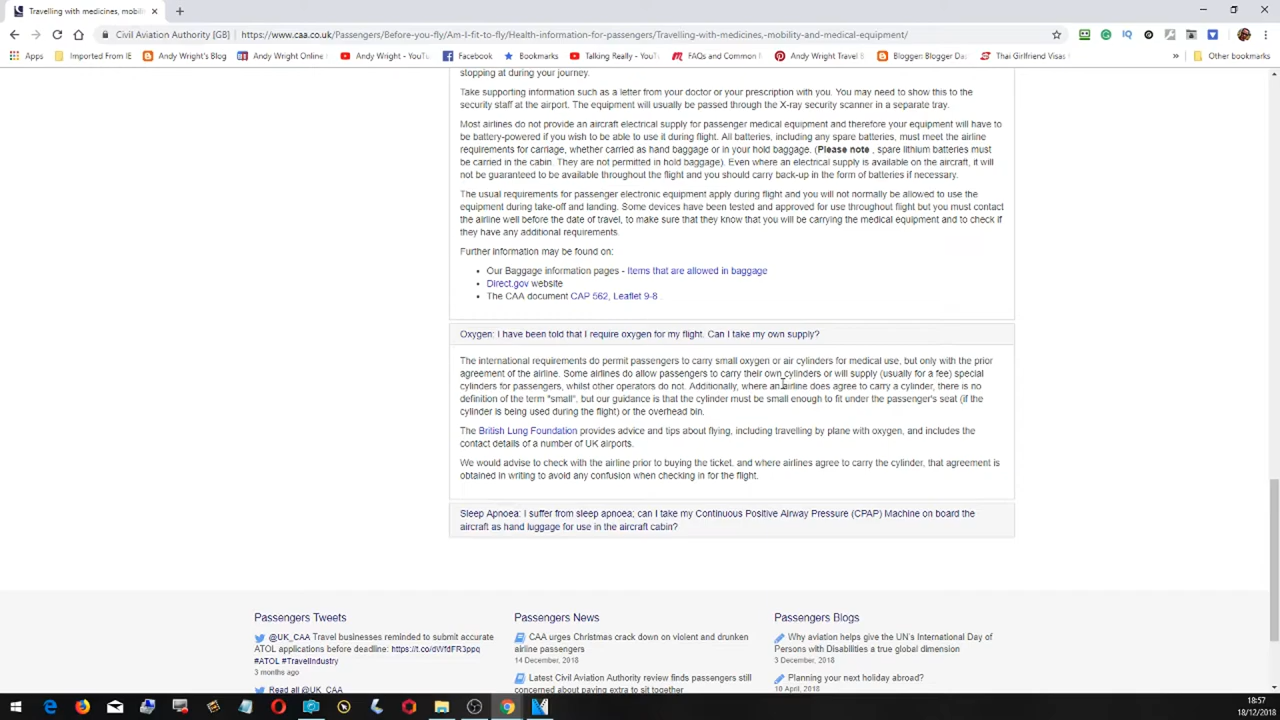 Travelling with medicines, mobili
Civil Aviation Authority [GB]
https://www.caa.co.uk/Passengers/Before-you-fly/Am-I-fit-to-fly/Health-information-for-passengers/Travelling-with-medicines,-mobility-and-medical-equipment/
Apps
Imported From IE
Andy Wright's Blog
Andy Wright Online
Andy Wright - YouT
Facebook
Bookmarks
Talking Really - YouT
FAQs and Common
Andy Wright Travel S
Bloggen Blogger Da
Thai Girlfriend Visas
Other bookmarks
stopping at during your journey.
Take supporting information such as a letter from your doctor or your prescription with you. You may need to show this to the
security staff at the airport. The equipment will usually be passed through the X-ray security scanner in a separate tray.
Most airlines do not provide an aircraft electrical supply for passenger medical equipment and therefore your equipment will have
to be battery-powered if you wish to be able to use it during flight. All batteries, including any spare batteries, must meet the airline
requirements for carriage, whether carried as hand baggage or in your hold baggage. (Please note , spare lithium batteries must
be carried in the cabin. They are not permitted in hold baggage). Even where an electrical supply is available on the aircraft, it will
not be guaranteed to be available throughout the flight and you should carry back-up in the form of batteries if necessary.
The usual requirements for passenger electronic equipment apply during flight and you will not normally be allowed to use the
equipment during take-off and landing. Some devices have been tested and approved for use throughout flight but you must contact
the airline well before the date of travel, to make sure that they know that you will be carrying the medical equipment and to check if
they have any additional requirements.
Further information may be found on:
• Our Baggage information pages - Items that are allowed in baggage
• Direct.gov website
• The CAA document CAP 562, Leaflet 9-8
Oxygen: I have been told that I require oxygen for my flight. Can I take my own supply?
The international requirements do permit passengers to carry small oxygen or air cylinders for medical use, but only with the prior
agreement of the airline. Some airlines do allow passengers to carry their own cylinders or will supply (usually for a fee) special
cylinders for passengers, whilst other operators do not. Additionally, where an airline does agree to carry a cylinder, there is no
definition of the term "small", but our guidance is that the cylinder must be small enough to fit under the passenger's seat (if the
cylinder is being used during the flight) or the overhead bin.
The British Lung Foundation provides advice and tips about flying, including travelling by plane with oxygen, and includes the
contact details of a number of UK airports.
We would advise to check with the airline prior to buying the ticket, and where airlines agree to carry the cylinder, that agreement is
obtained in writing to avoid any confusion when checking in for the flight.
Sleep Apnoea: I suffer from sleep apnoea; can I take my Continuous Positive Airway Pressure (CPAP) Machine on board the
aircraft as hand luggage for use in the aircraft cabin?
Passengers Tweets
@UK_CAA Travel businesses reminded to submit accurate
ATOL applications before deadline: https://t.co/dWfdFR3ppq
#ATOL #TravelIndustry
3 months ago
Read all @UK_CAA
Passengers News
CAA urges Christmas crack down on violent and drunken
airline passengers
14 December, 2018
Latest Civil Aviation Authority review finds passengers still
concerned about paying extra to sit together
Passengers Blogs
Why aviation helps give the UN's International Day of
Persons with Disabilities a true global dimension
3 December, 2018
Planning your next holiday abroad?
10 April, 2018
18:57
18/12/2018